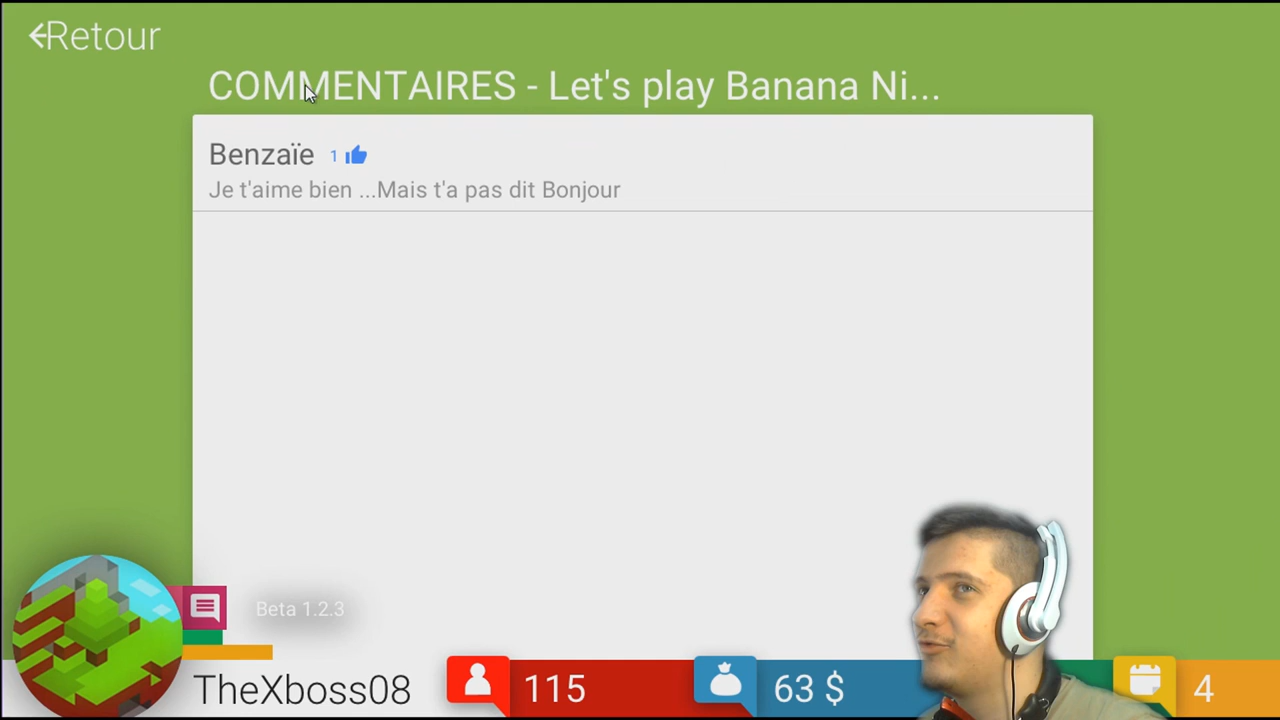 Retour
COMMENTAIRES - Let's play Banana Ni...
Benzaïe 1
Je t'aime bien ...Mais t'a pas dit Bonjour
Beta 1.2.3
TheXboss08 115 63 $ 4